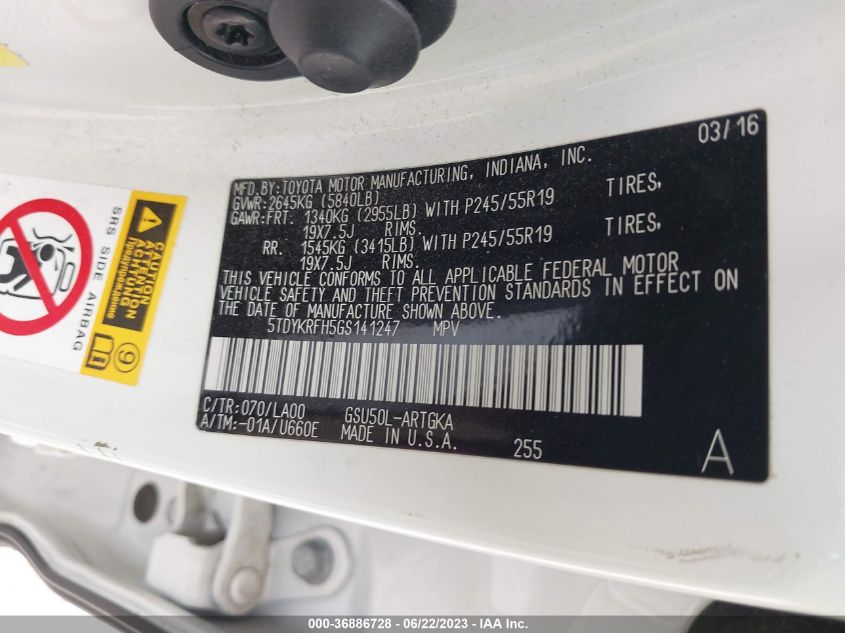 03/16
MFD.BY:TOYOTA MOTOR MANUFACTURING, INDIANA, INC.
GVWR:2645KG (5840LB)
GAWR:FRT. 1340KG (2955LB) WITH P245/55R19 TIRES,
19X7.5J RIMS.
RR. 1545KG (3415LB) WITH P245/55R19 TIRES,
19X7.5J RIMS.
THIS VEHICLE CONFORMS TO ALL APPLICABLE FEDERAL MOTOR
VEHICLE SAFETY AND THEFT PREVENTION STANDARDS IN EFFECT ON
THE DATE OF MANUFACTURE SHOWN ABOVE.
5TDYKRFH5GS141247 MPV
C/TR:070/LA00 GSU50L-ARTGKA
A/TM:-01A/U660E MADE IN U.S.A. 255
A
SRS SIDE AIRBAG
CAUTION
ATTENTION
ACHTUNG
Предупреждение
9
000-36886728 - 06/22/2023 - IAA Inc.